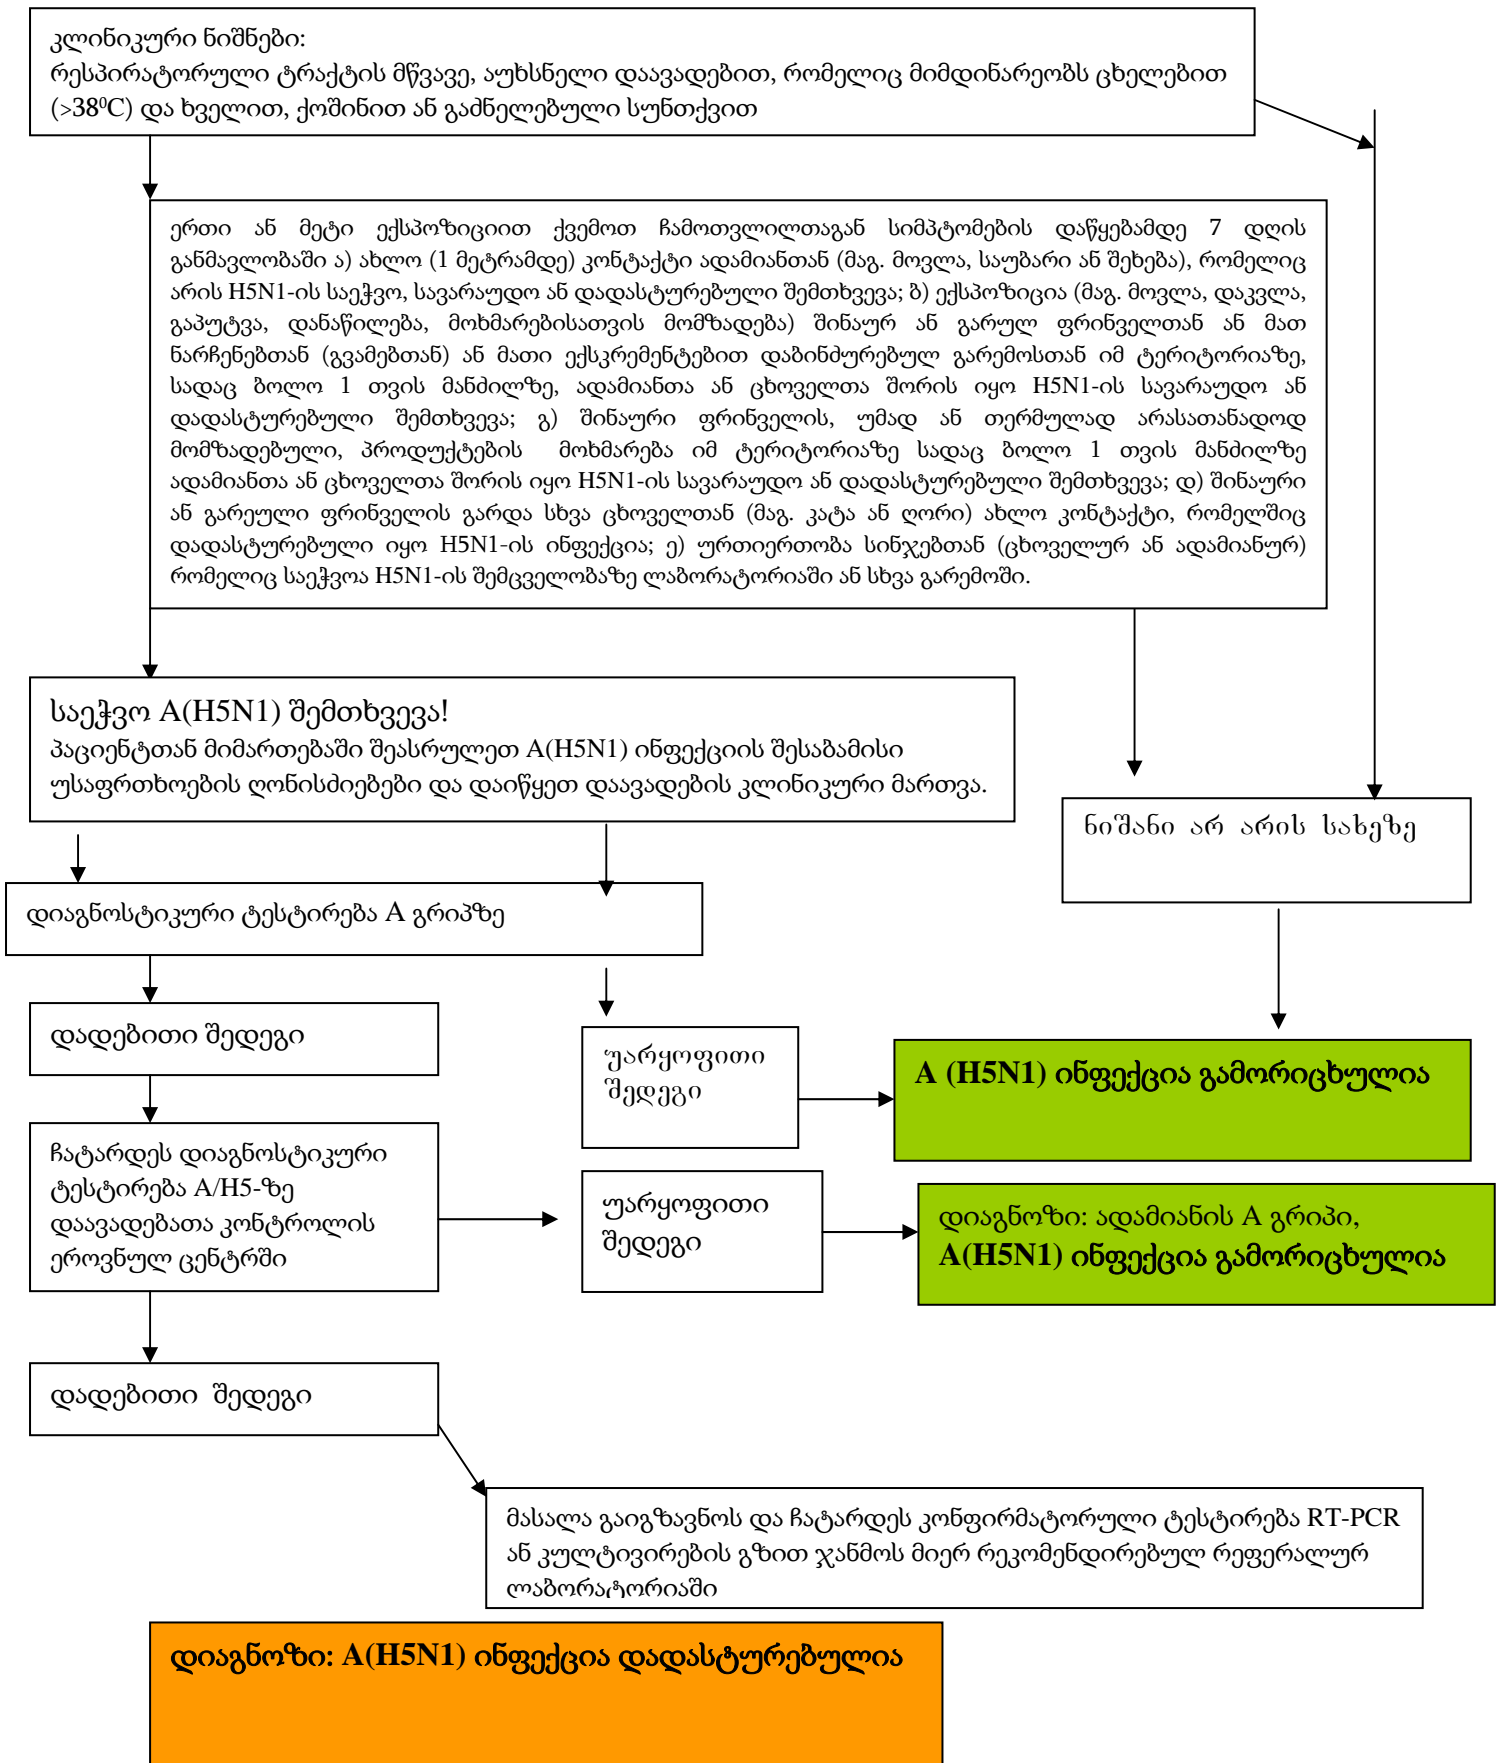 კლინიკური ნიშნები:
რესპირატორული ტრაქტის მწვავე, აუხსნელი დაავადებით, რომელიც მიმდინარეობს ცხელებით
(>38⁰C) და ხველით, ქოშინით ან გაძნელებული სუნთქვით
ერთი ან მეტი ექსპოზიციით ქვემოთ ჩამოთვლილთაგან სიმპტომების დაწყებამდე 7 დღის
განმავლობაში ა) ახლო (1 მეტრამდე) კონტაქტი ადამიანთან (მაგ. მოვლა, საუბარი ან შეხება), რომელიც
არის H5N1-ის საეჭვო, სავარაუდო ან დადასტურებული შემთხვევა; ბ) ექსპოზიცია (მაგ. მოვლა, დაკვლა,
გაპუტვა, დანაწილება, მოხმარებისათვის მომზადება) შინაურ ან გარულ ფრინველთან ან მათ
ნარჩენებთან (გვამებთან) ან მათი ექსკრემენტებით დაბინძურებულ გარემოსთან იმ ტერიტორიაზე,
სადაც ბოლო 1 თვის მანძილზე, ადამიანთა ან ცხოველთა შორის იყო H5N1-ის სავარაუდო ან
დადასტურებული შემთხვევა; გ) შინაური ფრინველის, უმად ან თერმულად არასათანადოდ
მომზადებული, პროდუქტების მოხმარება იმ ტერიტორიაზე სადაც ბოლო 1 თვის მანძილზე
ადამიანთა ან ცხოველთა შორის იყო H5N1-ის სავარაუდო ან დადასტურებული შემთხვევა; დ) შინაური
ან გარეული ფრინველის გარდა სხვა ცხოველთან (მაგ. კატა ან ღორი) ახლო კონტაქტი, რომელშიც
დადასტურებული იყო H5N1-ის ინფექცია; ე) ურთიერთობა სინჯებთან (ცხოველურ ან ადამიანურ)
რომელიც საეჭვოა H5N1-ის შემცველობაზე ლაბორატორიაში ან სხვა გარემოში.
საეჭვო A(H5N1) შემთხვევა!
პაციენტთან მიმართებაში შეასრულეთ A(H5N1) ინფექციის შესაბამისი
უსაფრთხოების ღონისძიებები და დაიწყეთ დაავადების კლინიკური მართვა.
ნიშანი არ არის სახეზე
დიაგნოსტიკური ტესტირება A გრიპზე
დადებითი შედეგი
უარყოფითი
შედეგი
A (H5N1) ინფექცია გამორიცხულია
ჩატარდეს დიაგნოსტიკური
ტესტირება A/H5-ზე
დაავადებათა კონტროლის
ეროვნულ ცენტრში
უარყოფითი
შედეგი
დიაგნოზი: ადამიანის A გრიპი,
A(H5N1) ინფექცია გამორიცხულია
დადებითი შედეგი
მასალა გაიგზავნოს და ჩატარდეს კონფირმატორული ტესტირება RT-PCR
ან კულტივირების გზით ჯანმოს მიერ რეკომენდირებულ რეფერალურ
ლაბორატორიაში
დიაგნოზი: A(H5N1) ინფექცია დადასტურებულია